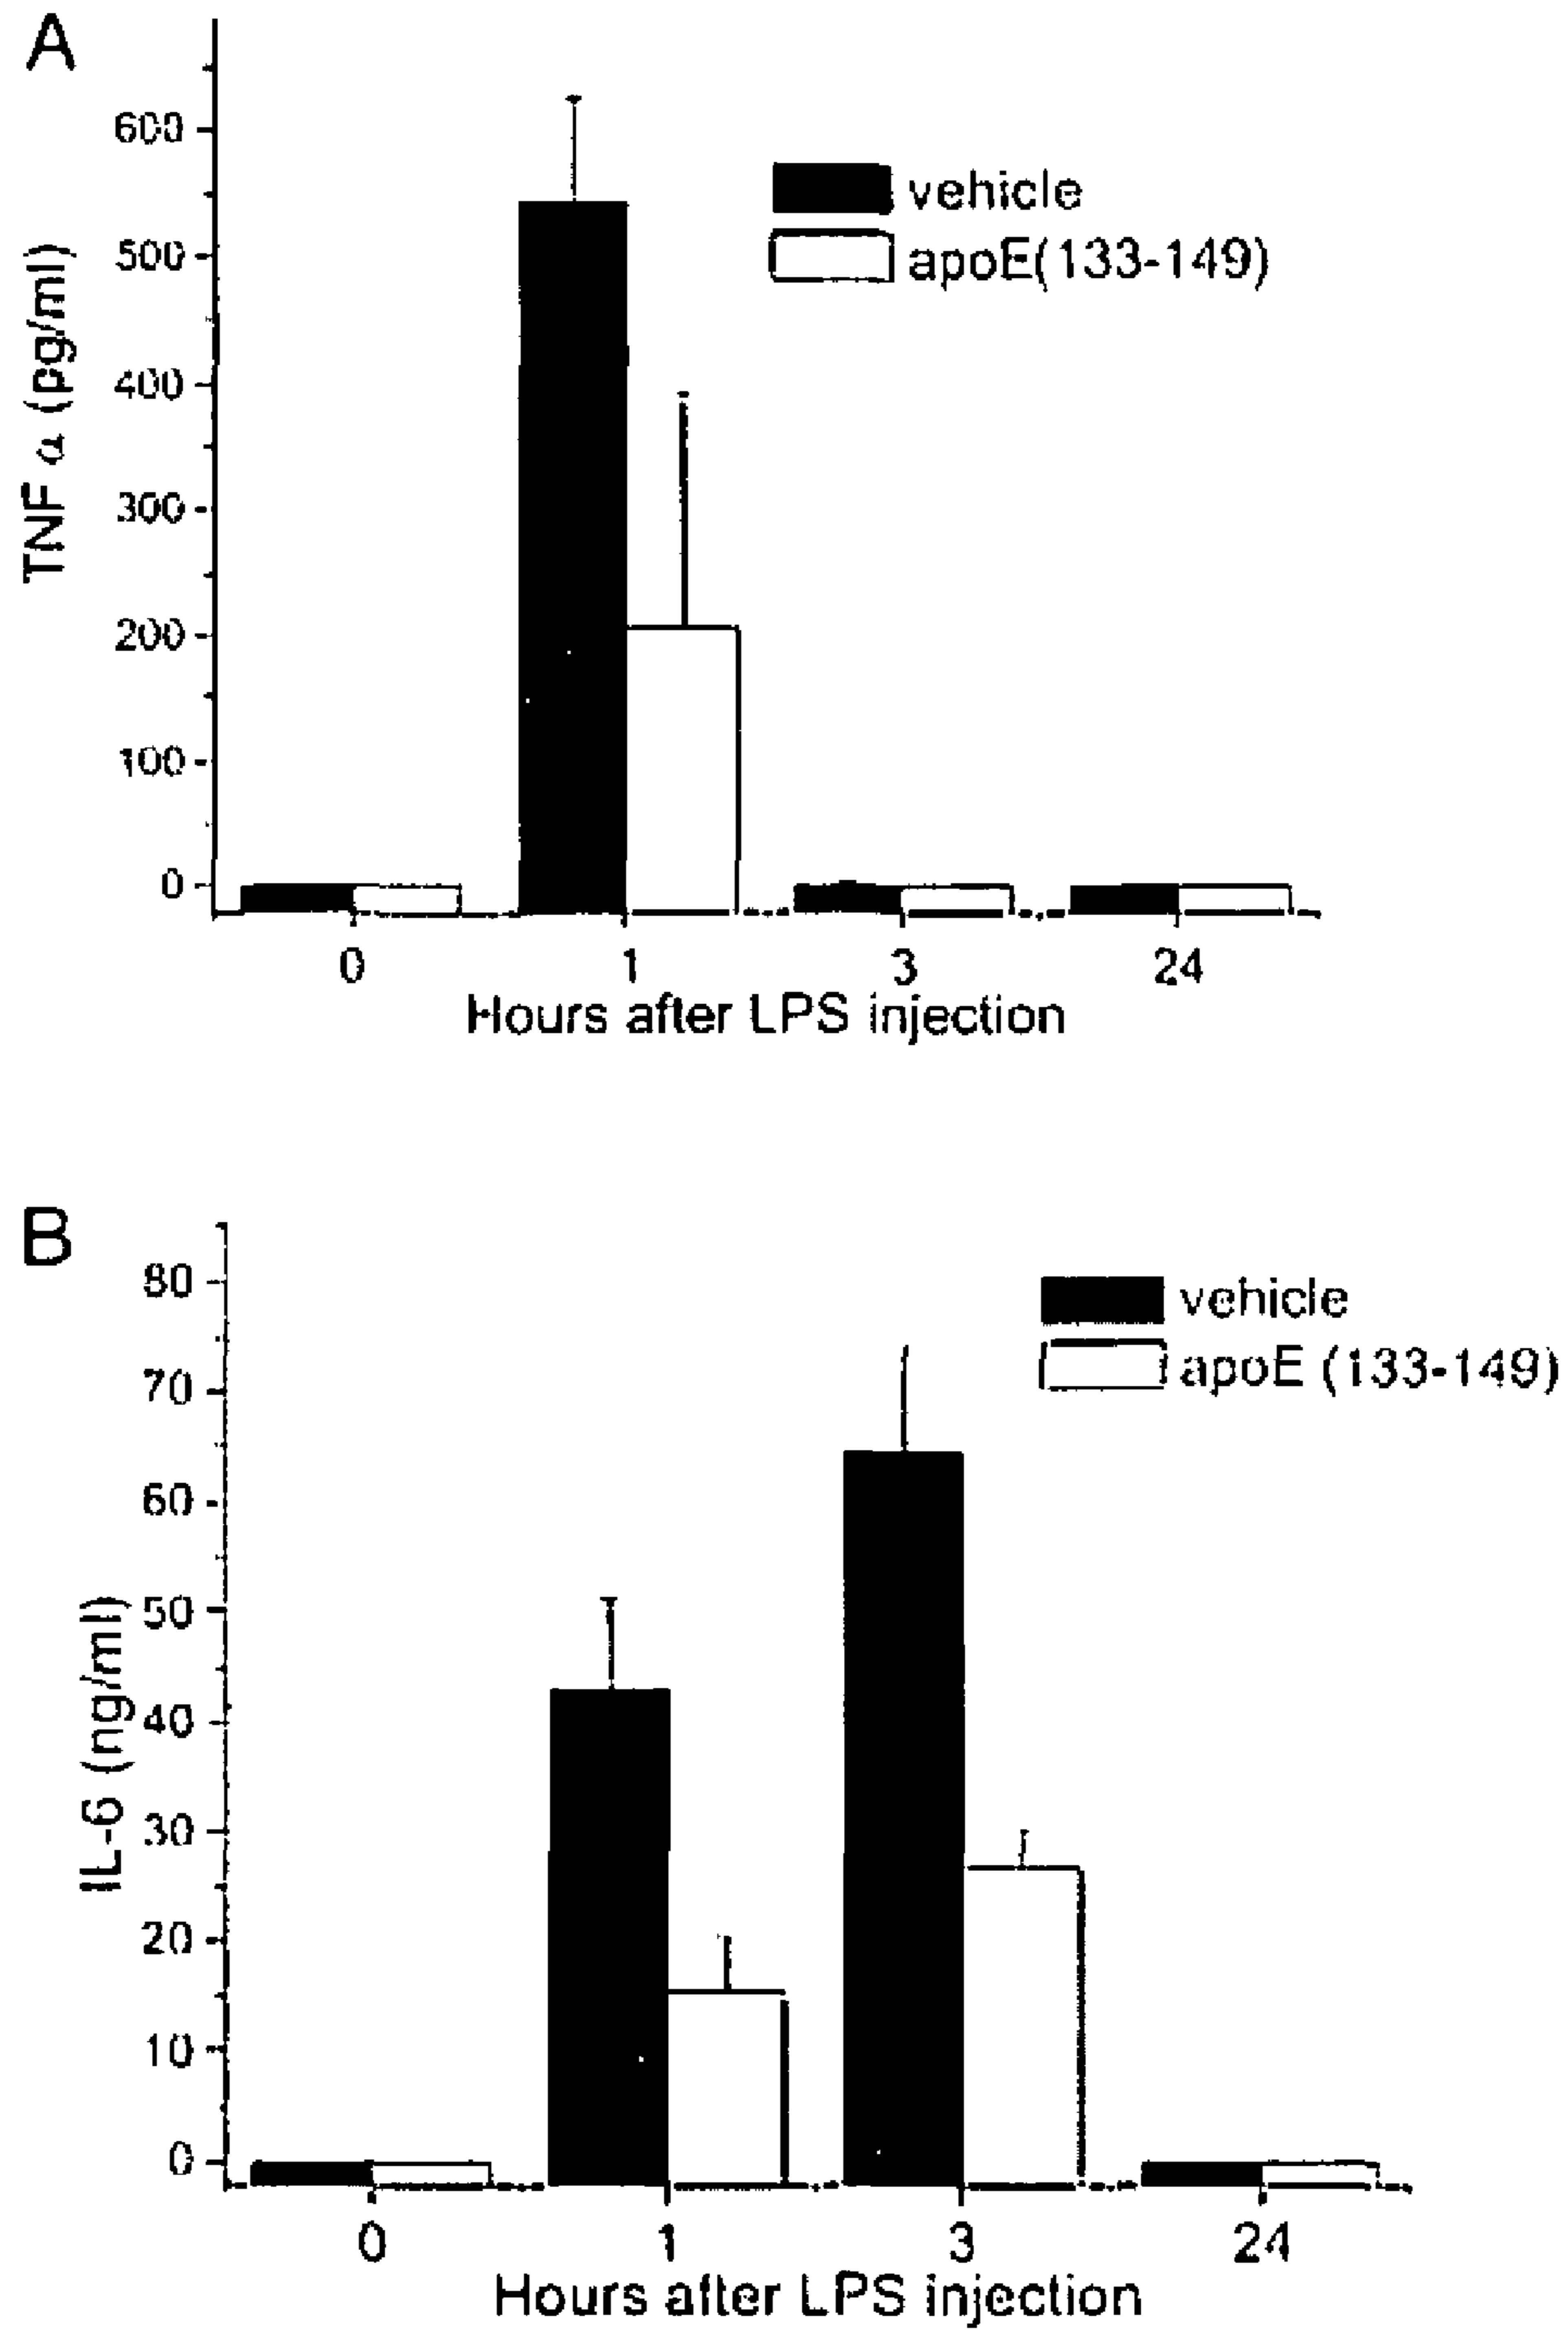 A
600
500
400
300
200
100
0
TNF α (pg/ml)
vehicle
apoE(133-149)
0 1 3 24
Hours after LPS injection
B
80
70
60
50
40
30
20
10
0
IL-6 (ng/ml)
vehicle
apoE (133-149)
0 1 3 24
Hours after LPS injection